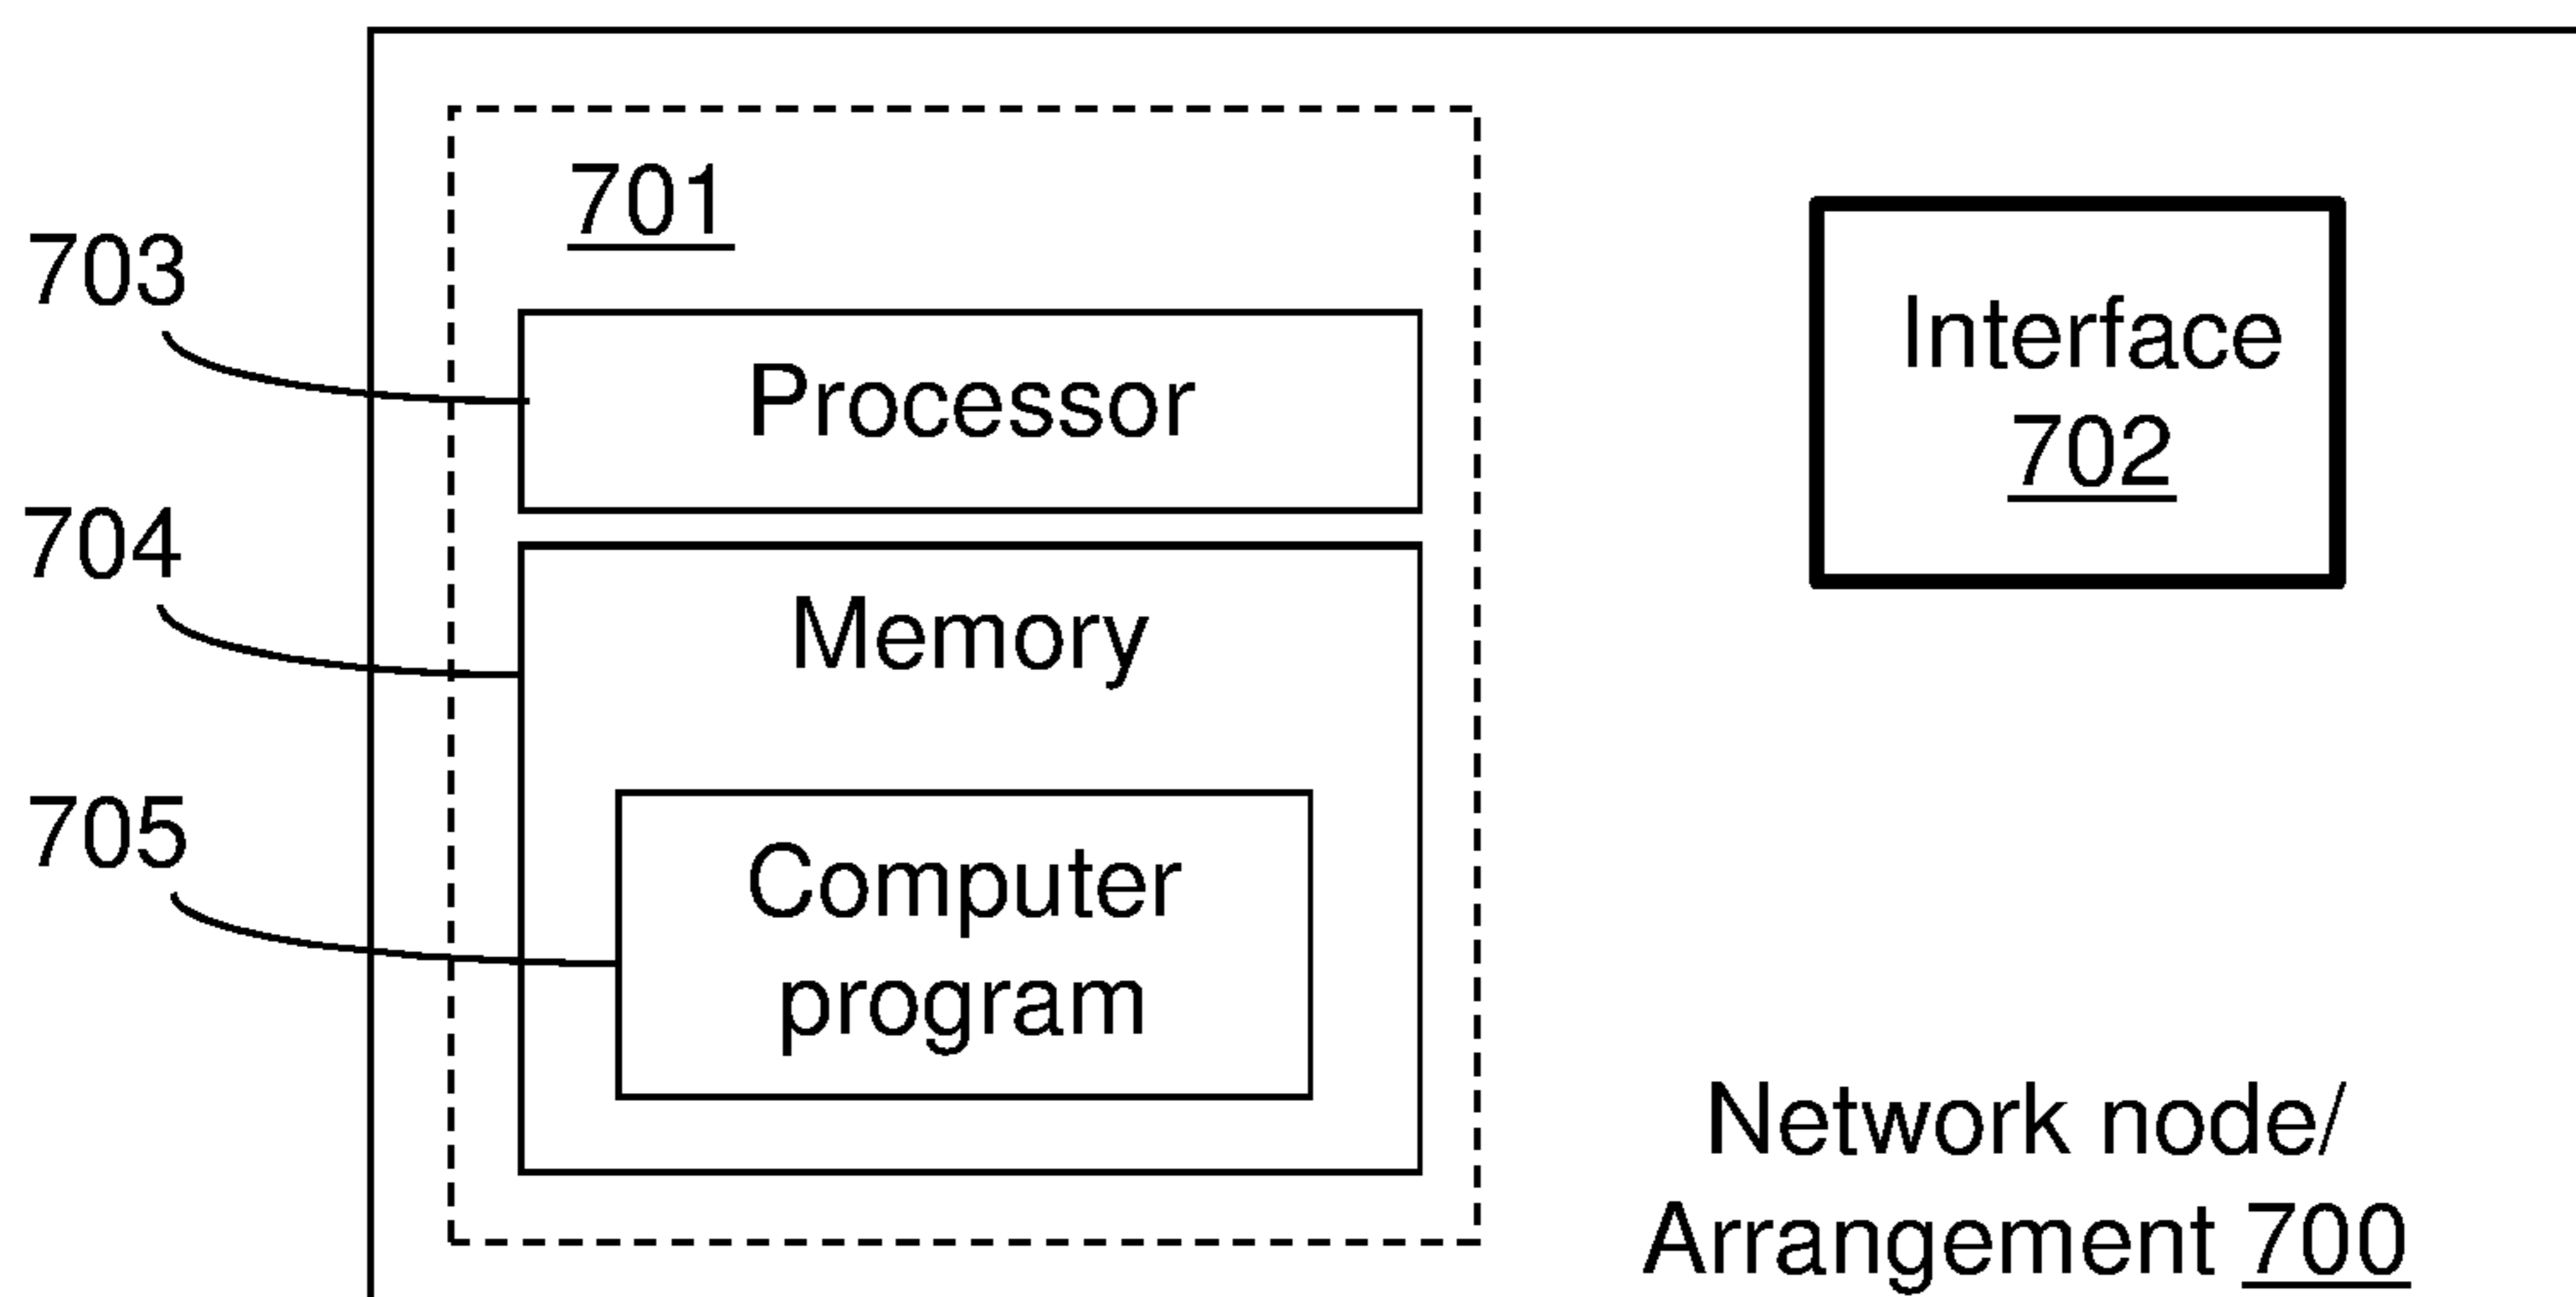 701
703
Processor
Interface
702
704
Memory
705
Computer
program
Network node/
Arrangement 700